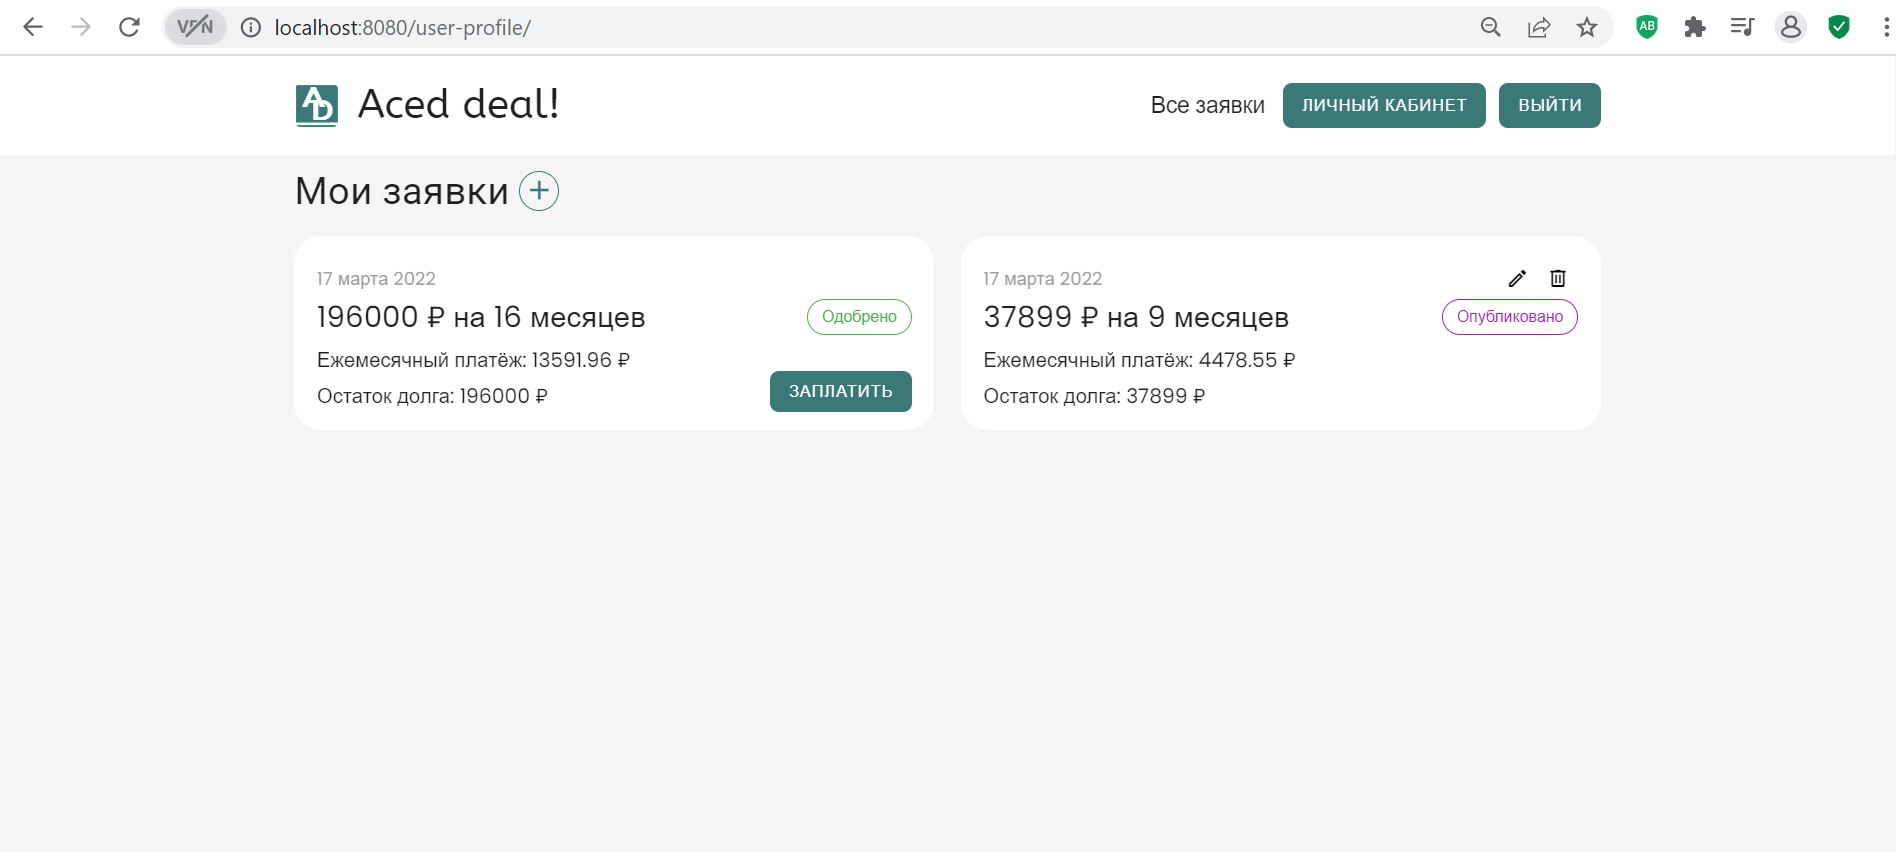 VPN localhost:8080/user-profile/ AB
AD Aced deal! Все заявки ЛИЧНЫЙ КАБИНЕТ ВЫЙТИ
Мои заявки +
17 марта 2022
196000 ₽ на 16 месяцев Одобрено
Ежемесячный платёж: 13591.96 ₽
Остаток долга: 196000 ₽ ЗАПЛАТИТЬ
17 марта 2022
37899 ₽ на 9 месяцев Опубликовано
Ежемесячный платёж: 4478.55 ₽
Остаток долга: 37899 ₽